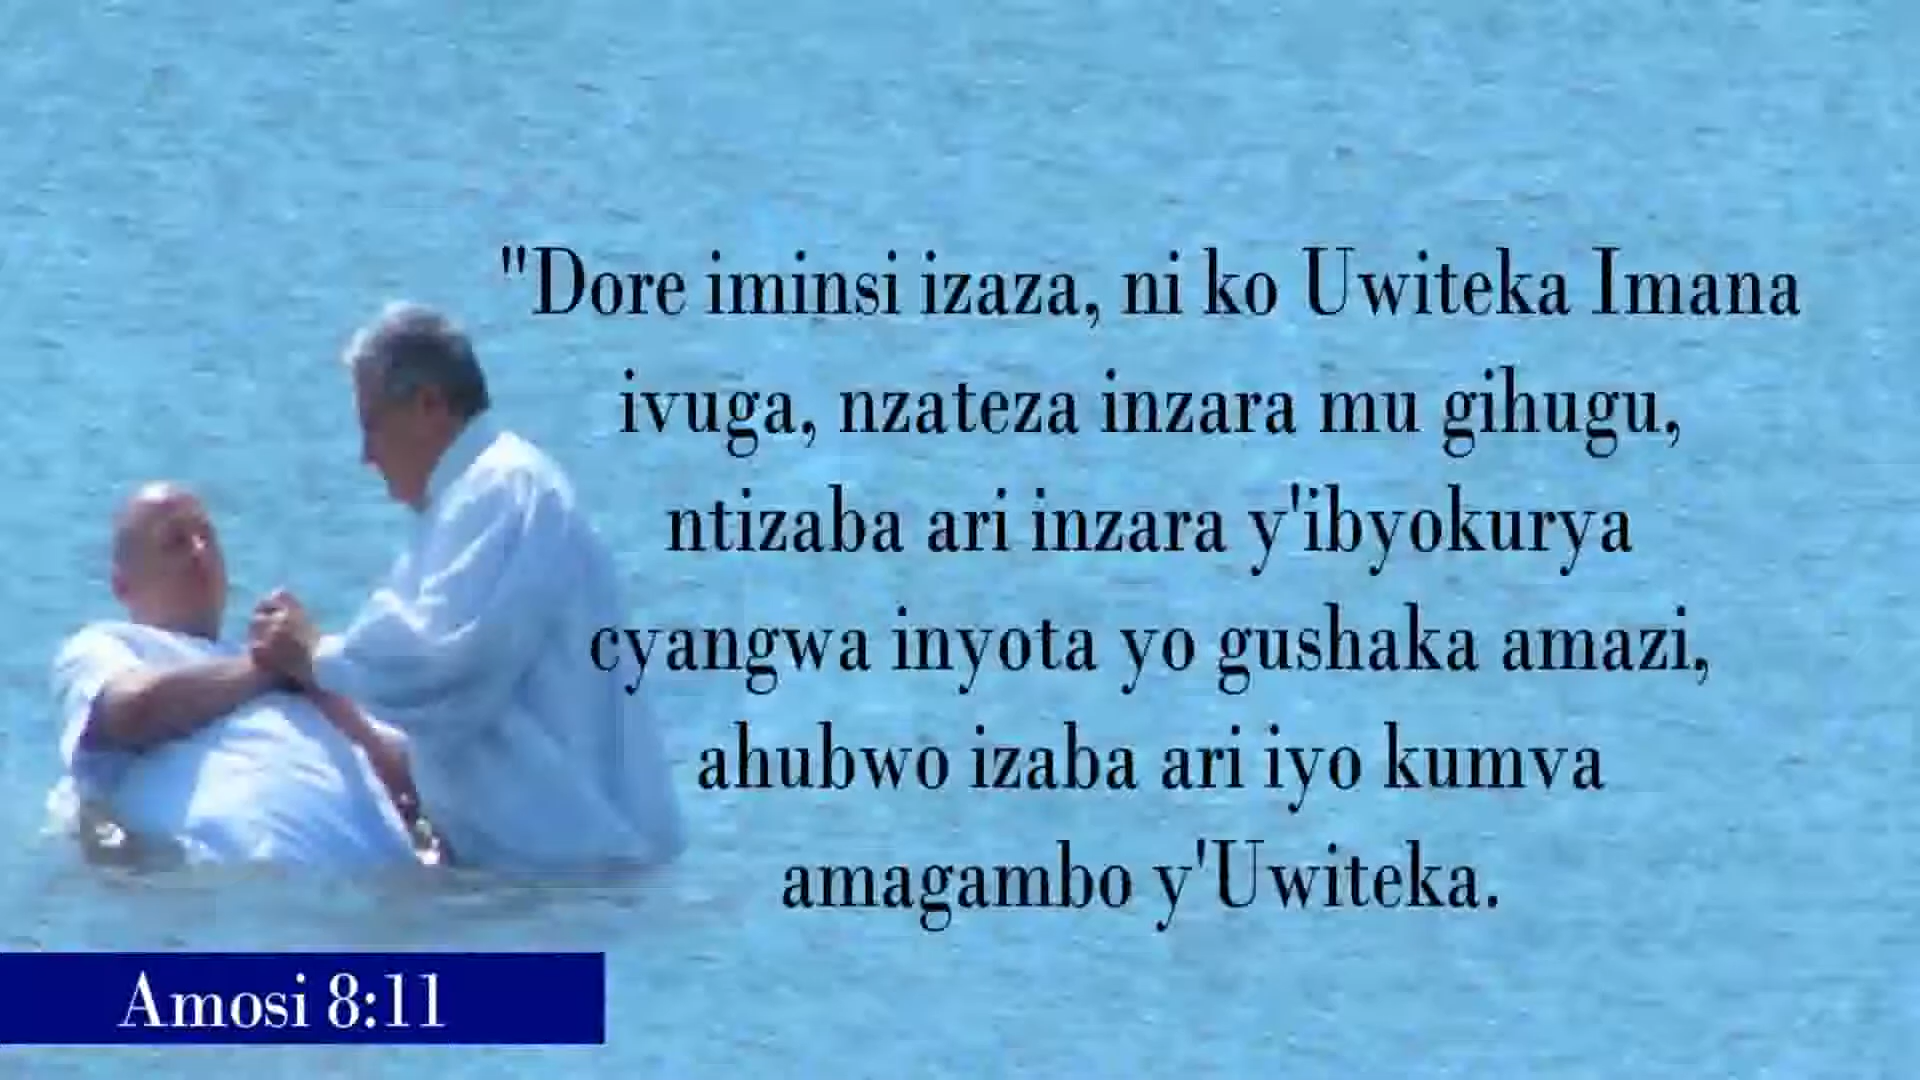 "Dore iminsi izaza, ni ko Uwiteka Imana
ivuga, nzateza inzara mu gihugu,
ntizaba ari inzara y'ibyokurya
cyangwa inyota yo gushaka amazi,
ahubwo izaba ari iyo kumva
amagambo y'Uwiteka.
Amosi 8:11